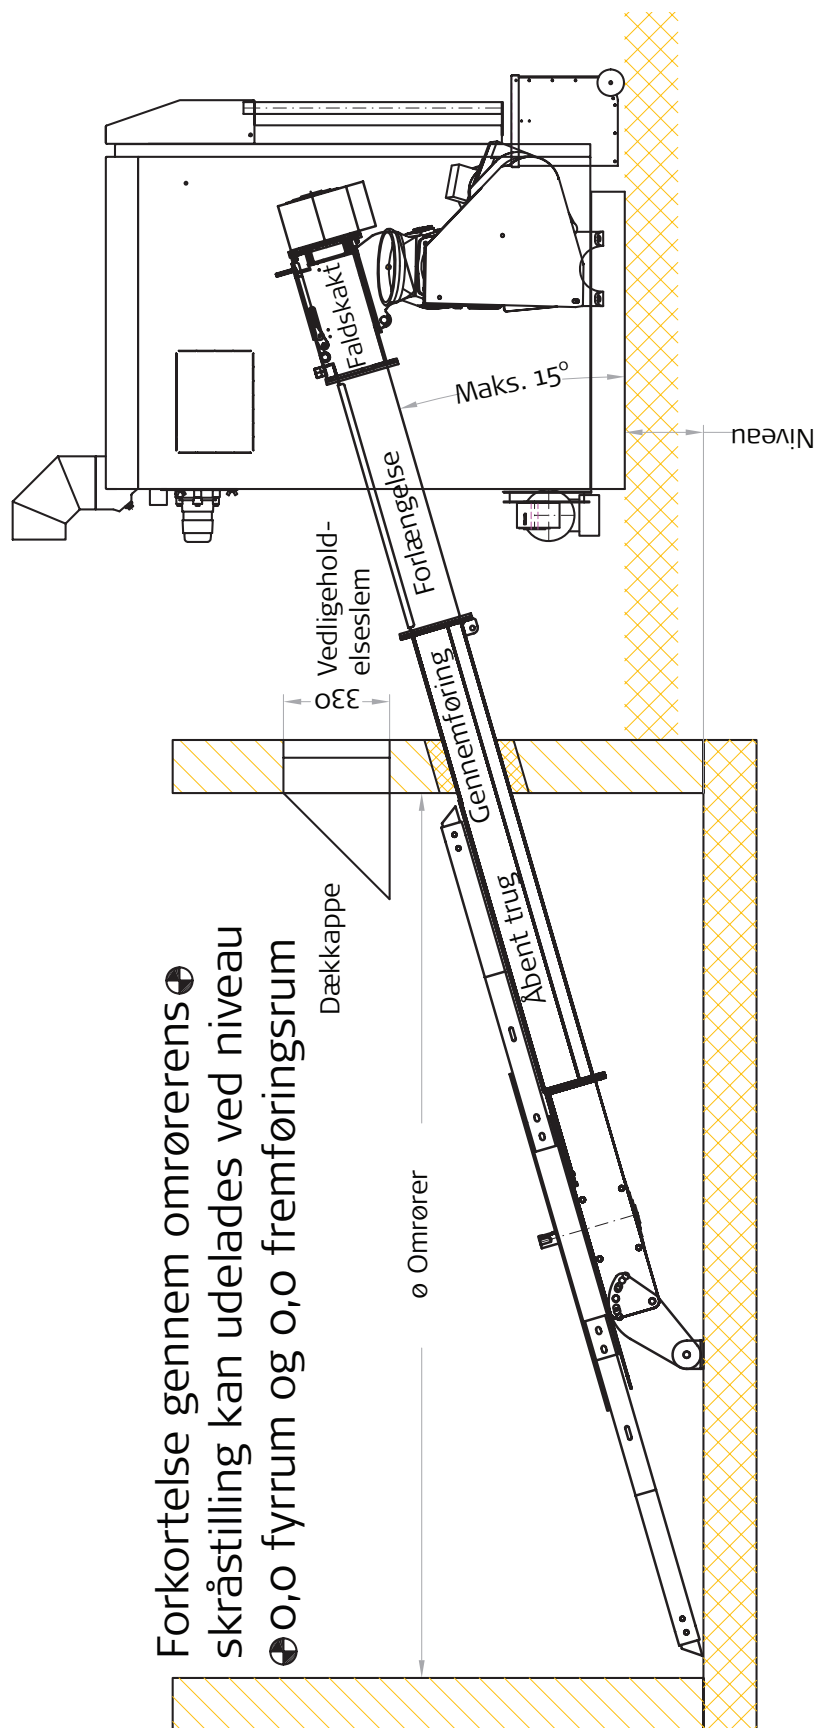 Forkortelse gennem omrørerens
skråstilling kan udelades ved niveau
0,0 fyrrum og 0,0 fremføringsrum
Dækkappe
Vedligehold-
elseslem
330
ø Omrører
Åbent trug
Gennemføring
Forlængelse
Faldskakt
Maks. 15°
Niveau